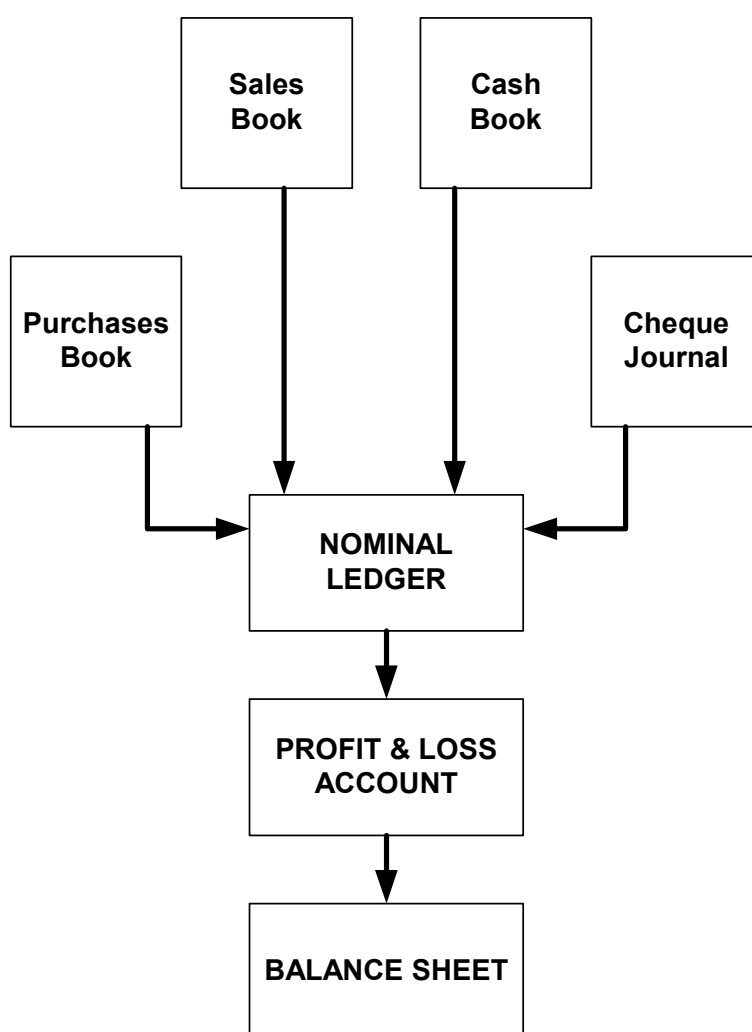 Sales
Book
Cash
Book
Purchases
Book
Cheque
Journal
NOMINAL
LEDGER
PROFIT & LOSS
ACCOUNT
BALANCE SHEET